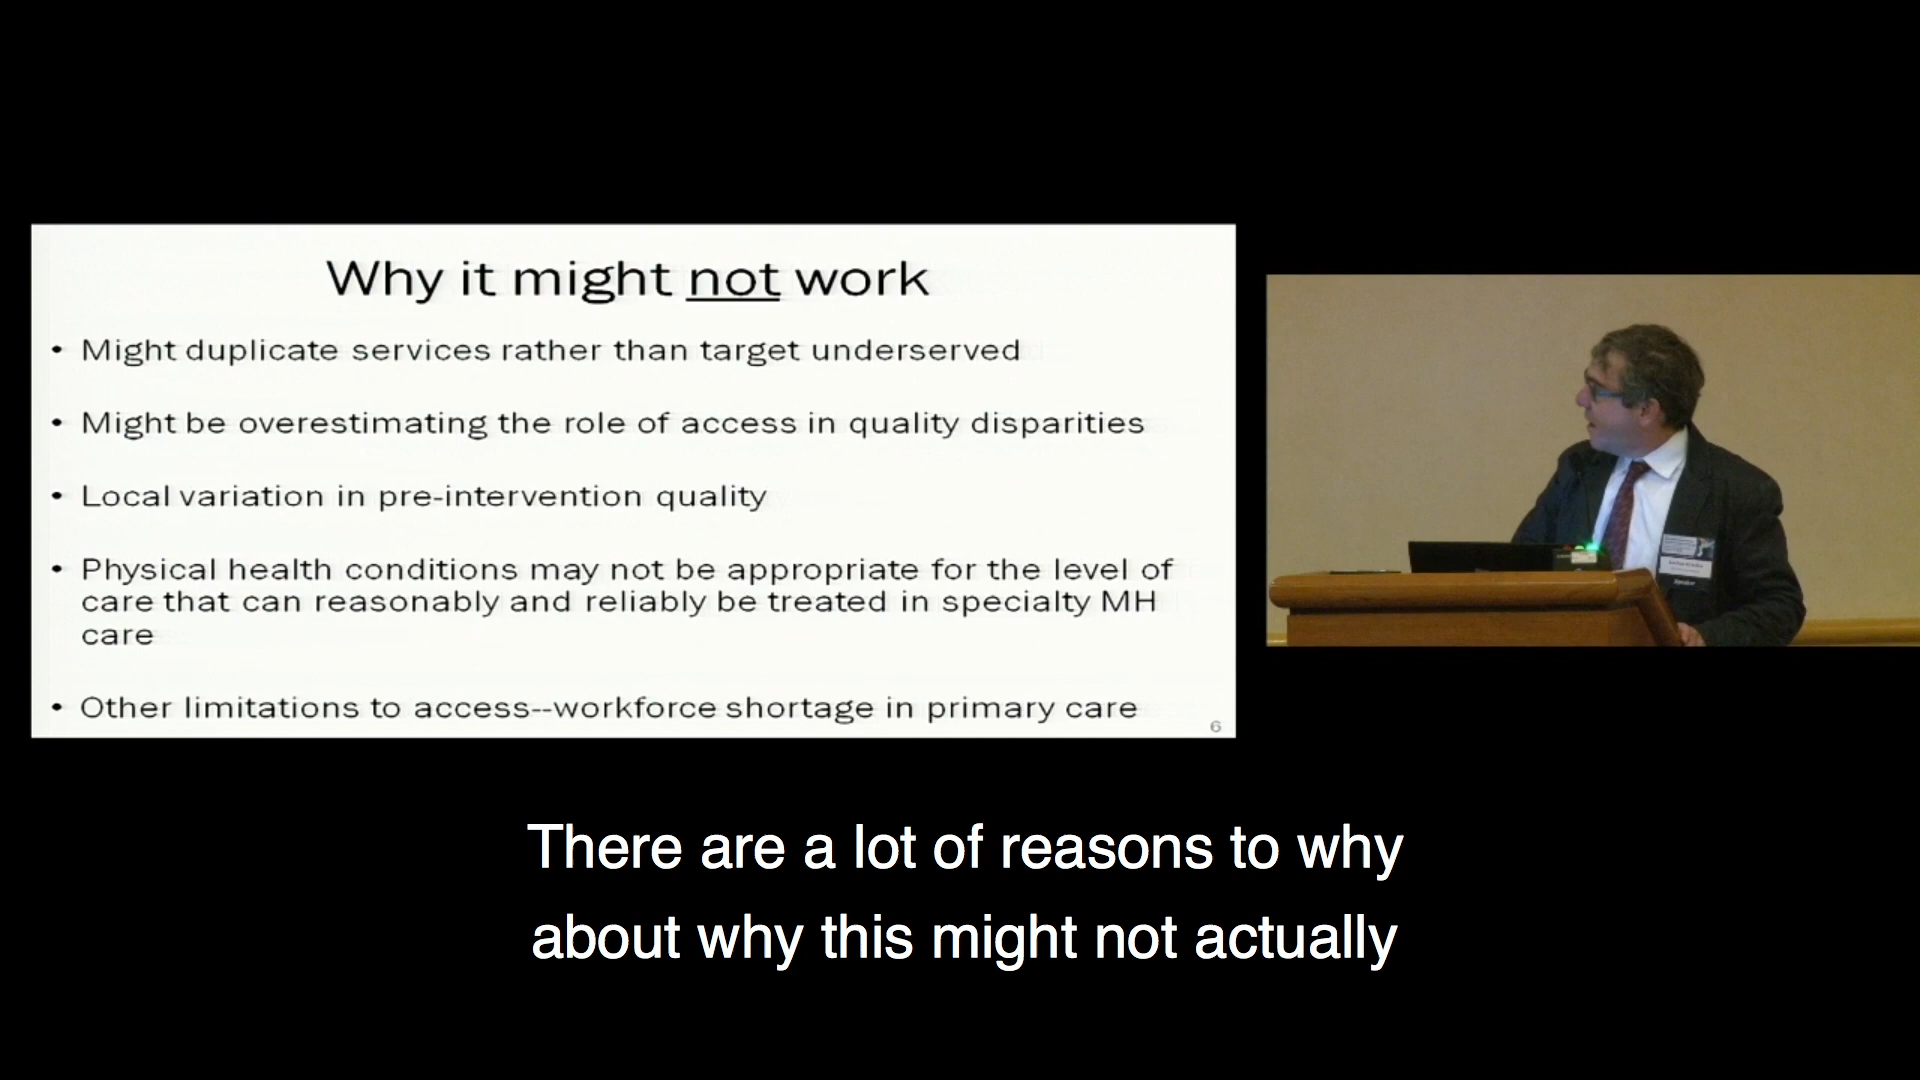 Why it might not work
• Might duplicate services rather than target underserved
• Might be overestimating the role of access in quality disparities
• Local variation in pre-intervention quality
• Physical health conditions may not be appropriate for the level of
care that can reasonably and reliably be treated in specialty MH
care
• Other limitations to access--workforce shortage in primary care
6
Speaker
There are a lot of reasons to why
about why this might not actually